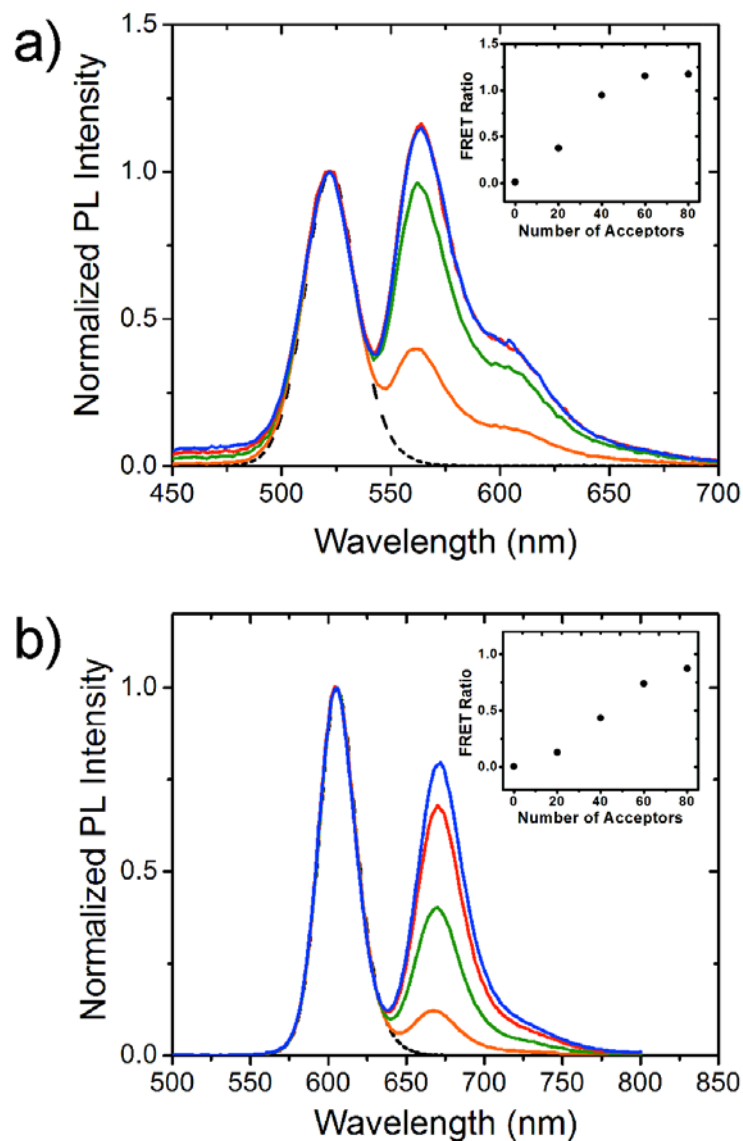 a)
Normalized PL Intensity
1.5
1.0
0.5
0.0
450 500 550 600 650 700
Wavelength (nm)
FRET Ratio
1.5
1.0
0.5
0.0
0 20 40 60 80
Number of Acceptors
b)
Normalized PL Intensity
1.0
0.5
0.0
500 550 600 650 700 750 800 850
Wavelength (nm)
FRET Ratio
1.0
0.5
0.0
0 20 40 60 80
Number of Acceptors